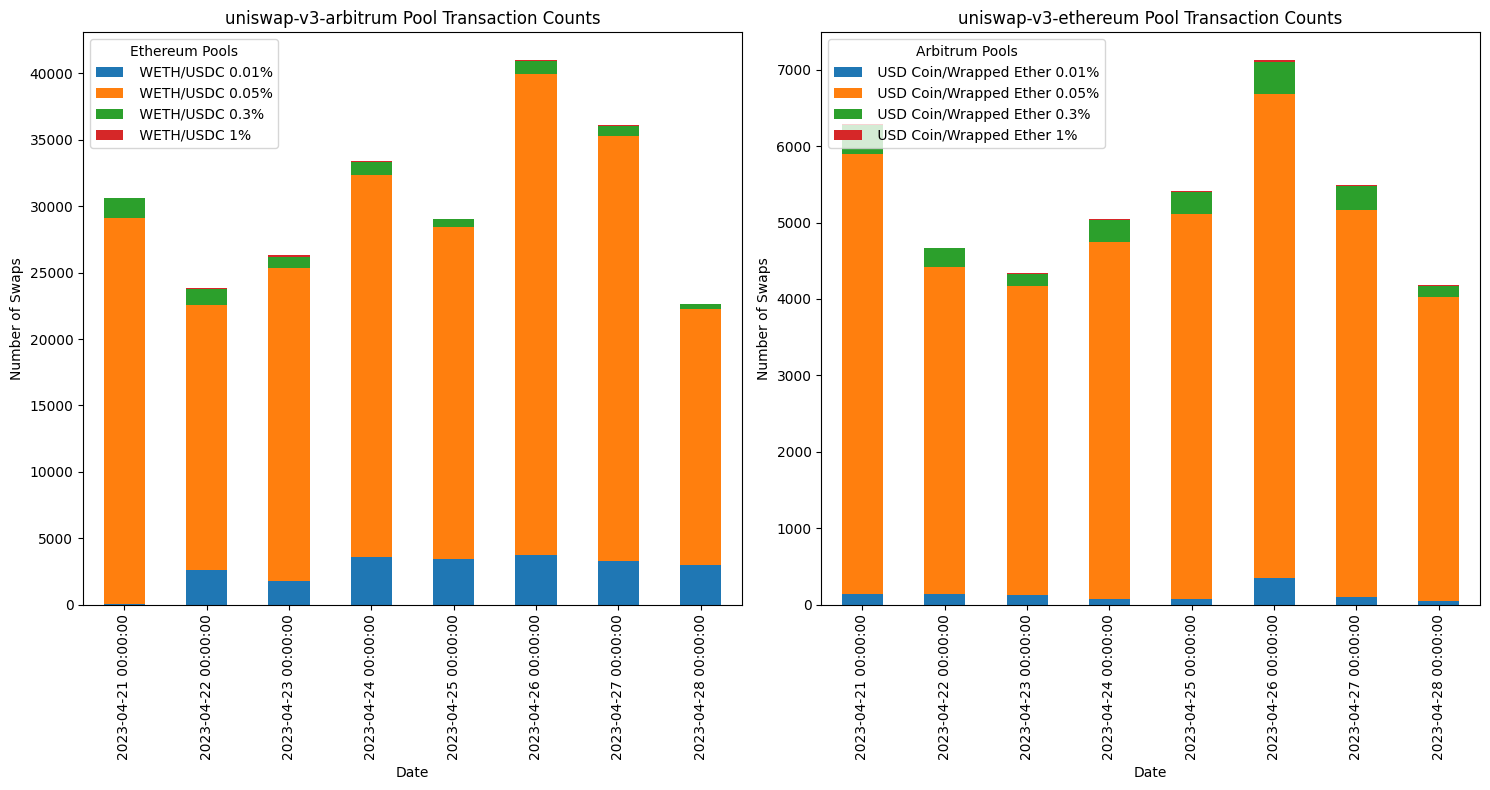 uniswap-v3-arbitrum Pool Transaction Counts
Number of Swaps
40000
35000
30000
25000
20000
15000
10000
5000
0
Ethereum Pools
WETH/USDC 0.01%
WETH/USDC 0.05%
WETH/USDC 0.3%
WETH/USDC 1%
2023-04-21 00:00:00
2023-04-22 00:00:00
2023-04-23 00:00:00
2023-04-24 00:00:00
2023-04-25 00:00:00
2023-04-26 00:00:00
2023-04-27 00:00:00
2023-04-28 00:00:00
Date
uniswap-v3-ethereum Pool Transaction Counts
Number of Swaps
7000
6000
5000
4000
3000
2000
1000
0
Arbitrum Pools
USD Coin/Wrapped Ether 0.01%
USD Coin/Wrapped Ether 0.05%
USD Coin/Wrapped Ether 0.3%
USD Coin/Wrapped Ether 1%
2023-04-21 00:00:00
2023-04-22 00:00:00
2023-04-23 00:00:00
2023-04-24 00:00:00
2023-04-25 00:00:00
2023-04-26 00:00:00
2023-04-27 00:00:00
2023-04-28 00:00:00
Date